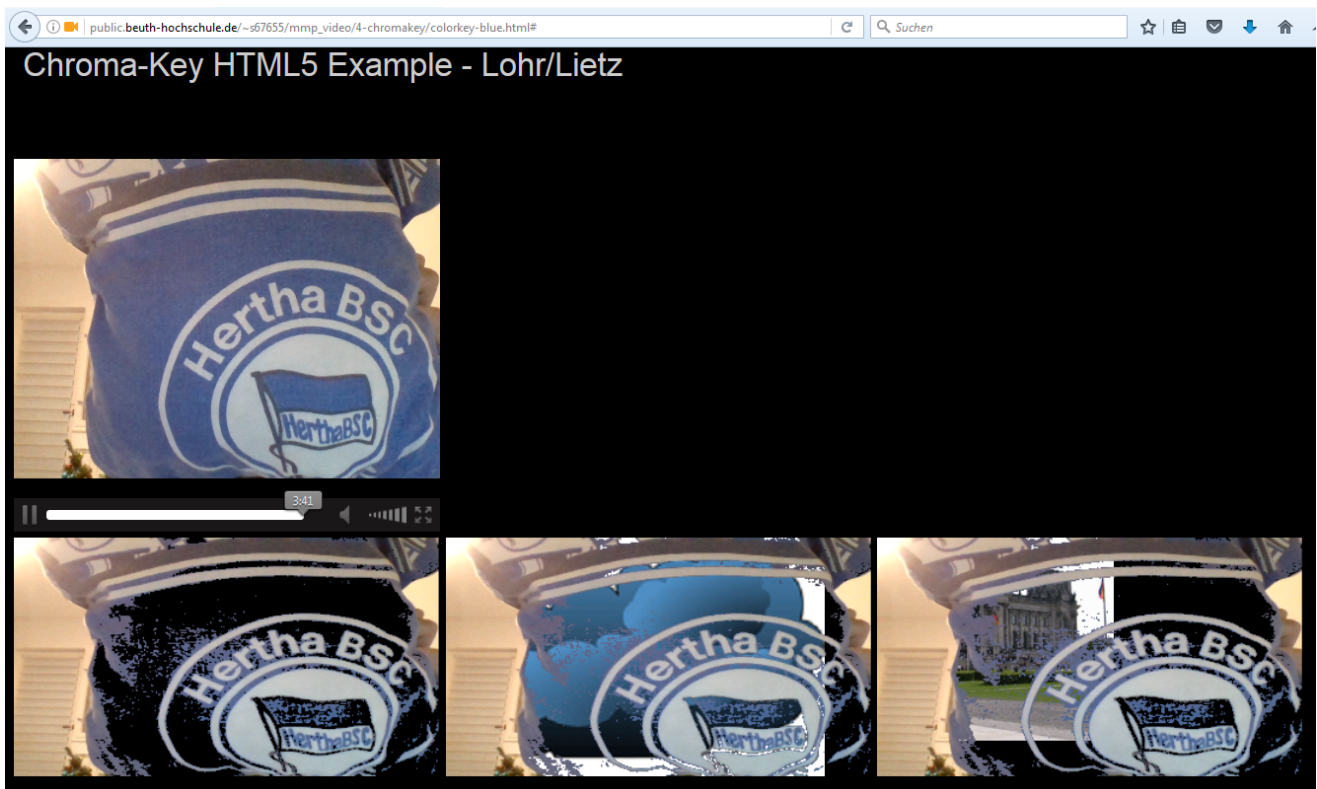 public.beuth-hochschule.de/~s67655/mmp_video/4-chromakey/colorkey-blue.html#
Suchen
Chroma-Key HTML5 Example - Lohr/Lietz
Hertha BSC
HerthaBSC
3:41
Hertha BSC
HerthaBSC
Hertha BSC
HerthaBSC
Hertha BSC
HerthaBSC